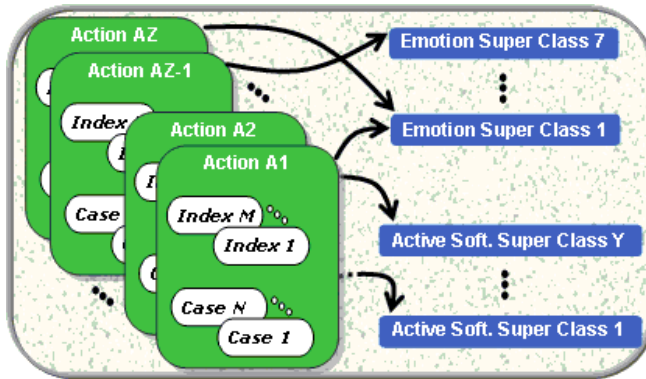 Action AZ
Emotion Super Class 7
Action AZ-1
Index
Emotion Super Class 1
Action A2
Action A1
Case
Index M
Index 1
Active Soft. Super Class Y
Case N
Case 1
Active Soft. Super Class 1